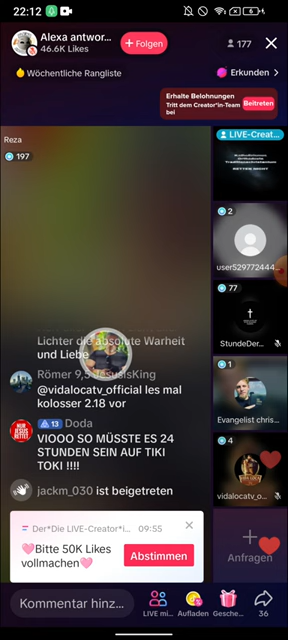 22:12
Alexa antwor...
46.6K Likes
+ Folgen
177
Wöchentliche Rangliste
Erkunden
Erhalte Belohnungen
Tritt dem Creator*in-Team
bei
Beitreten
Reza
197
LIVE-Creat...
2
user529772444...
77
StundeDer...
1
Evangelist chris...
4
vidalocatv_o...
Anfragen
Lichter die absolute Warheit
und Liebe
Römer 9,5 JesusIsKing
@vidalocatv_official les mal
kolosser 2.18 vor
NUR
JESUS
RETTET
13 Doda
VIOOO SO MÜSSTE ES 24
STUNDEN SEIN AUF TIKI
TOKI !!!!
jackm_030 ist beigetreten
Der*Die LIVE-Creator*i... 09:55
🩷Bitte 50K Likes
vollmachen🩷
Abstimmen
Kommentar hinz...
LIVE mi...
Aufladen
Gesche...
36